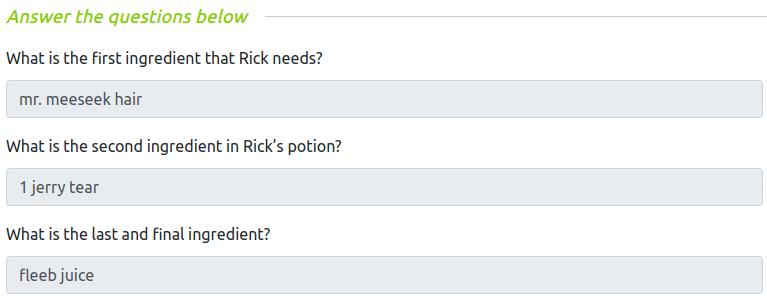 Answer the questions below
What is the first ingredient that Rick needs?
mr. meeseek hair
What is the second ingredient in Rick’s potion?
1 jerry tear
What is the last and final ingredient?
fleeb juice